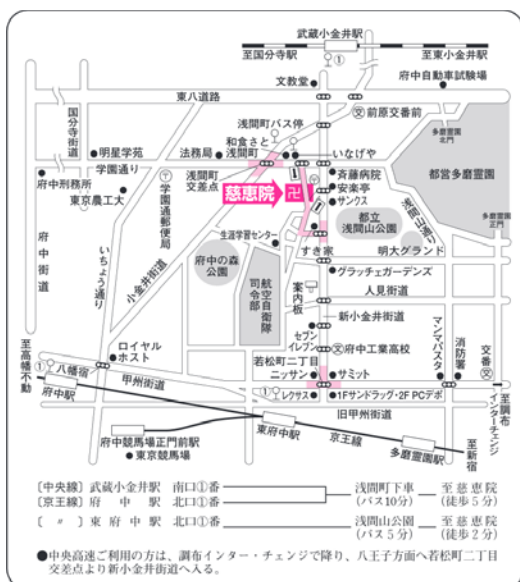 武蔵小金井駅
至国分寺駅
至東小金井駅
①
文教堂
府中自動車試験場
東八道路
国分寺街道
浅間町バス停
前原交番前
多磨霊園北門
明星学苑
和食さと
法務局
浅間町
いなげや
学園通り
府中刑務所
東京農工大
学園通郵便局
浅間町交差点
斉藤病院
安楽亭
サンクス
都営多磨霊園
慈恵院
卍
都立浅間山公園
浅間山通り
多磨霊園正門
府中街道
いちょう通り
小金井街道
生涯学習センター
府中の森公園
航空自衛隊司令部
すき家
明大グランド
グラッチェガーデンズ
案内板
人見街道
新小金井街道
セブンイレブン
府中工業高校
至高幡不動
ロイヤルホスト
八幡宿
①
甲州街道
若松町二丁目
ニッサン
サミット
マンマパスタ
消防署
交番
至調布インターチェンジ
府中駅
①
レクサス
1Fサンドラッグ・2F PCデポ
旧甲州街道
東府中駅
京王線
府中競馬場正門前駅
東京競馬場
多磨霊園駅
至新宿
〔中央線〕武蔵小金井駅 南口①番
〔京王線〕府中駅 北口①番
浅間町下車(バス10分)
至慈恵院(徒歩5分)
〔 〃 〕東府中駅 北口①番
浅間山公園(バス5分)
至慈恵院(徒歩2分)
●中央高速ご利用の方は、調布インター・チェンジで降り、八王子方面へ若松町二丁目
交差点より新小金井街道へ入る。